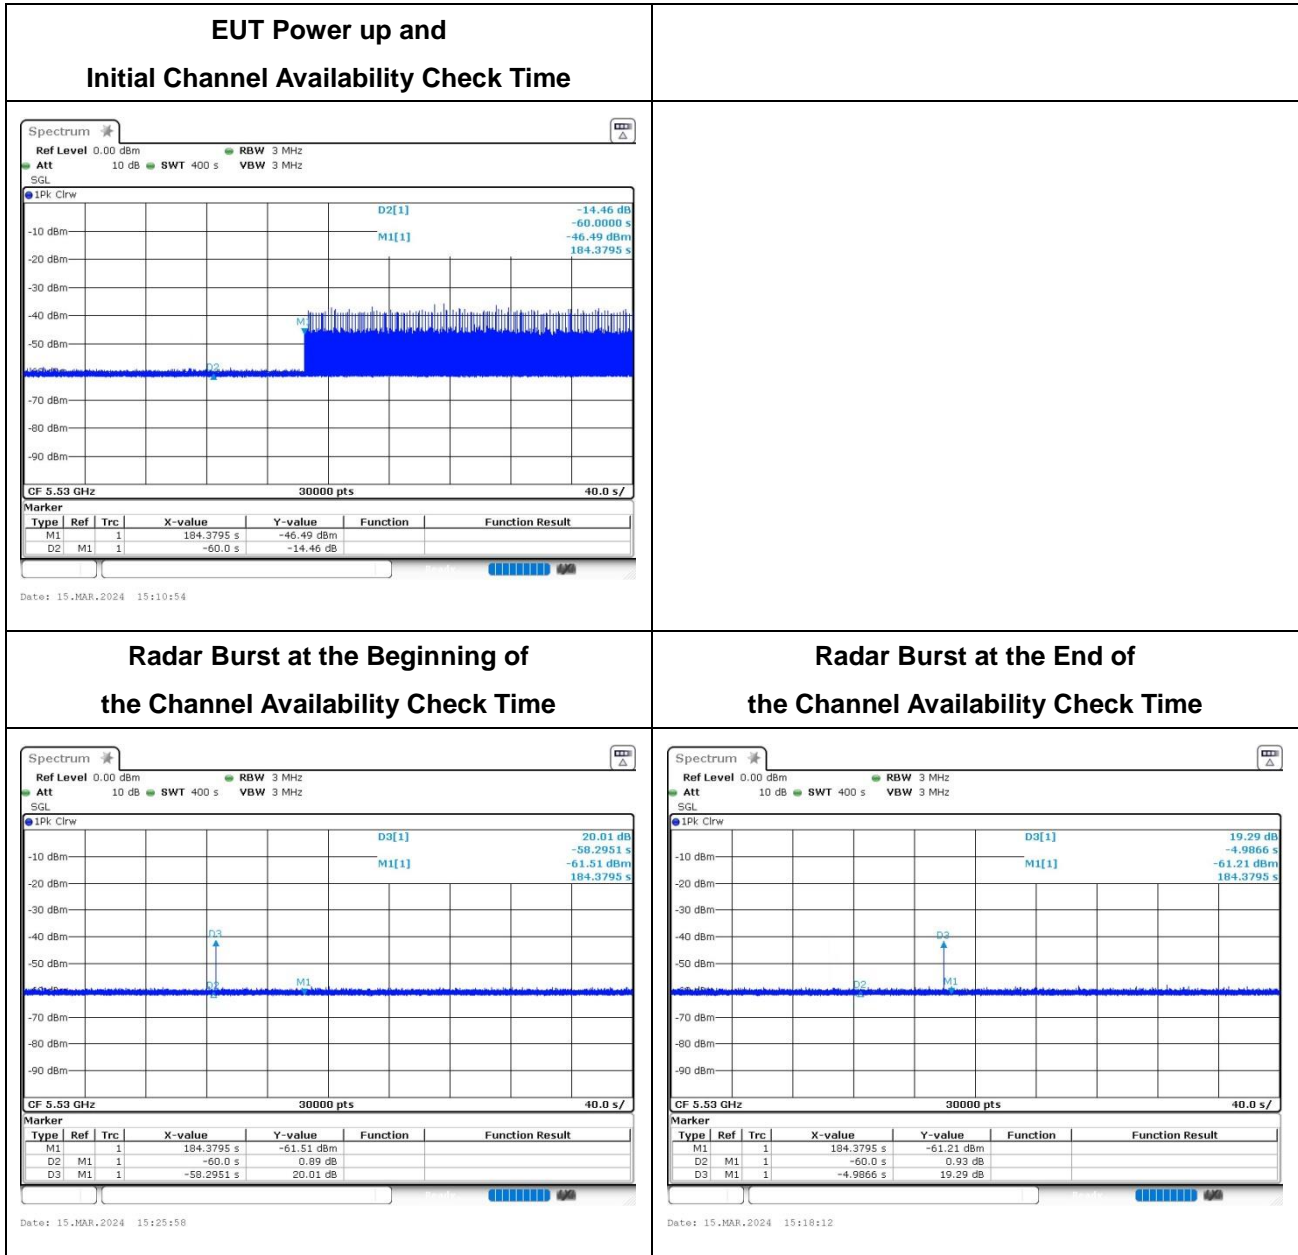 EUT Power up and
Initial Channel Availability Check Time
Spectrum
Ref Level 0.00 dBm RBW 3 MHz
Att 10 dB SWT 400 s VBW 3 MHz
SGL
1Pk Clrw
D2[1] -14.46 dB
-60.0000 s
-10 dBm M1[1] -46.49 dBm
184.3795 s
-20 dBm
-30 dBm
-40 dBm
M1
-50 dBm
D2
-70 dBm
-80 dBm
-90 dBm
CF 5.53 GHz 30000 pts 40.0 s/
Marker
Type Ref Trc X-value Y-value Function Function Result
M1 1 184.3795 s -46.49 dBm
D2 M1 1 -60.0 s -14.46 dB
Date: 15.MAR.2024 15:10:54
Radar Burst at the Beginning of
the Channel Availability Check Time
Spectrum
Ref Level 0.00 dBm RBW 3 MHz
Att 10 dB SWT 400 s VBW 3 MHz
SGL
1Pk Clrw
D3[1] 20.01 dB
-58.2951 s
-10 dBm M1[1] -61.51 dBm
184.3795 s
-20 dBm
-30 dBm
-40 dBm
D3
-50 dBm
D2 M1
-70 dBm
-80 dBm
-90 dBm
CF 5.53 GHz 30000 pts 40.0 s/
Marker
Type Ref Trc X-value Y-value Function Function Result
M1 1 184.3795 s -61.51 dBm
D2 M1 1 -60.0 s 0.89 dB
D3 M1 1 -58.2951 s 20.01 dB
Date: 15.MAR.2024 15:25:58
Radar Burst at the End of
the Channel Availability Check Time
Spectrum
Ref Level 0.00 dBm RBW 3 MHz
Att 10 dB SWT 400 s VBW 3 MHz
SGL
1Pk Clrw
D3[1] 19.29 dB
-4.9866 s
-10 dBm M1[1] -61.21 dBm
184.3795 s
-20 dBm
-30 dBm
-40 dBm
D3
-50 dBm
D2 M1
-70 dBm
-80 dBm
-90 dBm
CF 5.53 GHz 30000 pts 40.0 s/
Marker
Type Ref Trc X-value Y-value Function Function Result
M1 1 184.3795 s -61.21 dBm
D2 M1 1 -60.0 s 0.93 dB
D3 M1 1 -4.9866 s 19.29 dB
Date: 15.MAR.2024 15:18:12